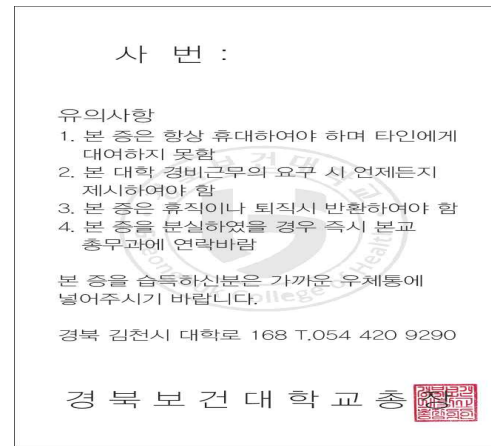 사 번 :
유의사항
1. 본 증은 항상 휴대하여야 하며 타인에게
대여하지 못함
2. 본 대학 경비근무의 요구 시 언제든지
제시하여야 함
3. 본 증은 휴직이나 퇴직시 반환하여야 함
4. 본 증을 분실하였을 경우 즉시 본교
총무과에 연락바람
본 증을 습득하신분은 가까운 우체통에
넣어주시기 바랍니다.
경북 김천시 대학로 168 T.054 420 9290
경북보건대학교총장